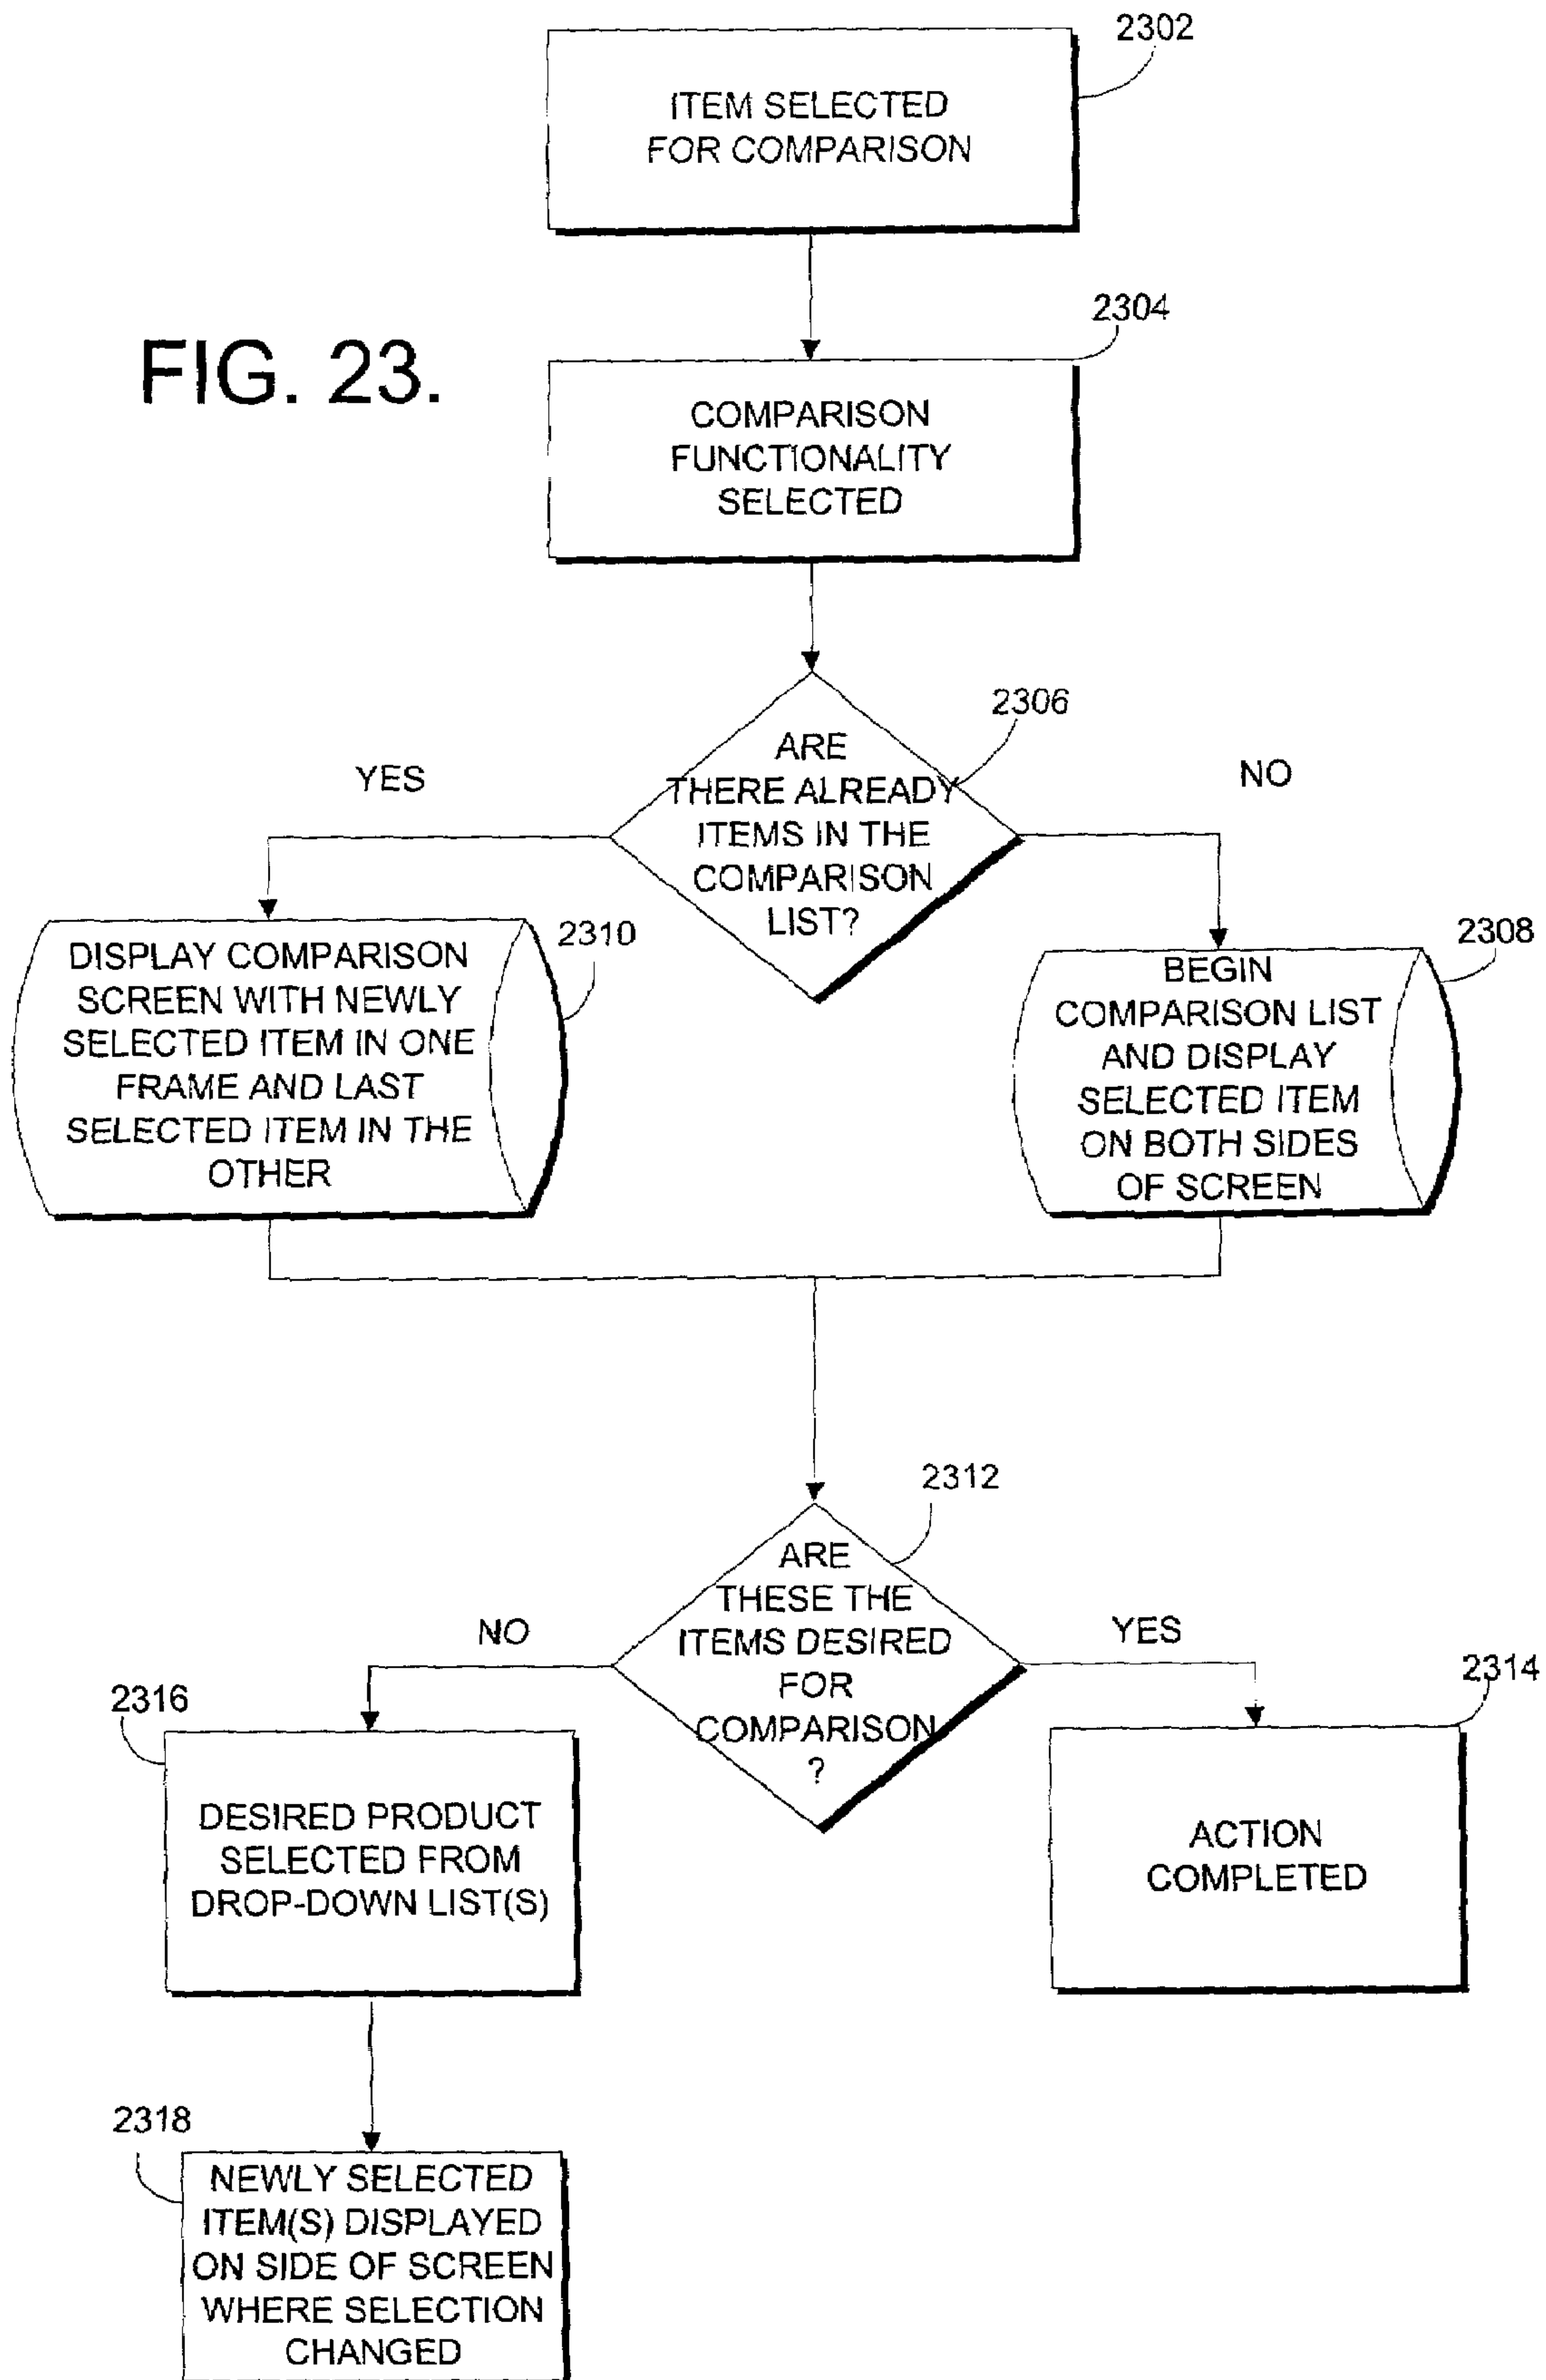 2302
ITEM SELECTED
FOR COMPARISON
2304
FIG. 23.
COMPARISON
FUNCTIONALITY
SELECTED
2306
YES
NO
ARE
THERE ALREADY
ITEMS IN THE
COMPARISON
LIST?
2310
DISPLAY COMPARISON
SCREEN WITH NEWLY
SELECTED ITEM IN ONE
FRAME AND LAST
SELECTED ITEM IN THE
OTHER
2308
BEGIN
COMPARISON LIST
AND DISPLAY
SELECTED ITEM
ON BOTH SIDES
OF SCREEN
2312
ARE
THESE THE
ITEMS DESIRED
FOR
COMPARISON
?
NO
YES
2316
DESIRED PRODUCT
SELECTED FROM
DROP-DOWN LIST(S)
2314
ACTION
COMPLETED
2318
NEWLY SELECTED
ITEM(S) DISPLAYED
ON SIDE OF SCREEN
WHERE SELECTION
CHANGED